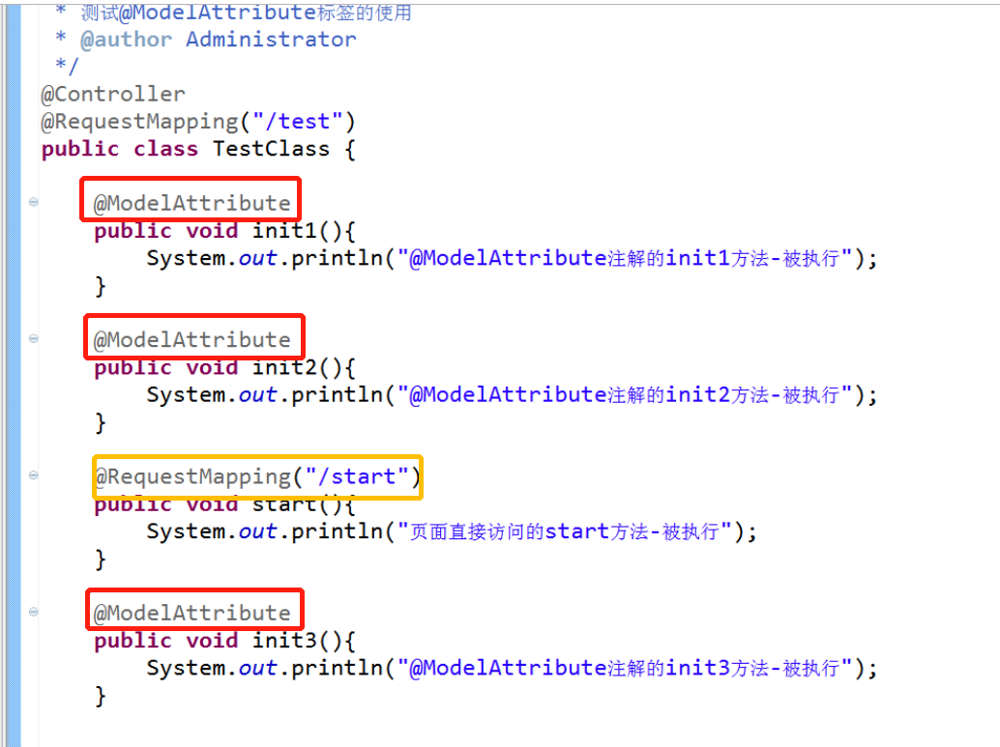 * 测试@ModelAttribute标签的使用
* @author Administrator
*/
@Controller
@RequestMapping("/test")
public class TestClass {
@ModelAttribute
public void init1(){
System.out.println("@ModelAttribute注解的init1方法-被执行");
}
@ModelAttribute
public void init2(){
System.out.println("@ModelAttribute注解的init2方法-被执行");
}
@RequestMapping("/start")
public void start(){
System.out.println("页面直接访问的start方法-被执行");
}
@ModelAttribute
public void init3(){
System.out.println("@ModelAttribute注解的init3方法-被执行");
}